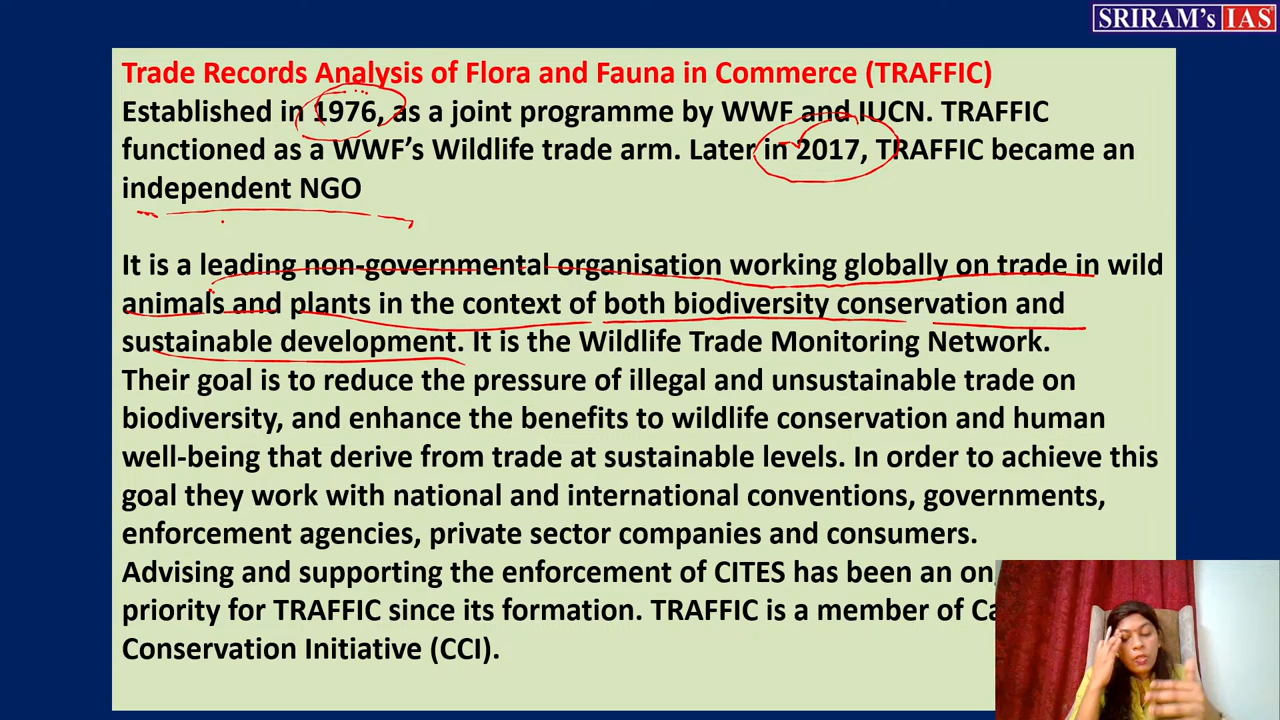 SRIRAM's IAS
Trade Records Analysis of Flora and Fauna in Commerce (TRAFFIC)
Established in 1976, as a joint programme by WWF and IUCN. TRAFFIC
functioned as a WWF's Wildlife trade arm. Later in 2017, TRAFFIC became an
independent NGO
It is a leading non-governmental organisation working globally on trade in wild
animals and plants in the context of both biodiversity conservation and
sustainable development. It is the Wildlife Trade Monitoring Network.
Their goal is to reduce the pressure of illegal and unsustainable trade on
biodiversity, and enhance the benefits to wildlife conservation and human
well-being that derive from trade at sustainable levels. In order to achieve this
goal they work with national and international conventions, governments,
enforcement agencies, private sector companies and consumers.
Advising and supporting the enforcement of CITES has been an
priority for TRAFFIC since its formation. TRAFFIC is a member of
Conservation Initiative (CCI).